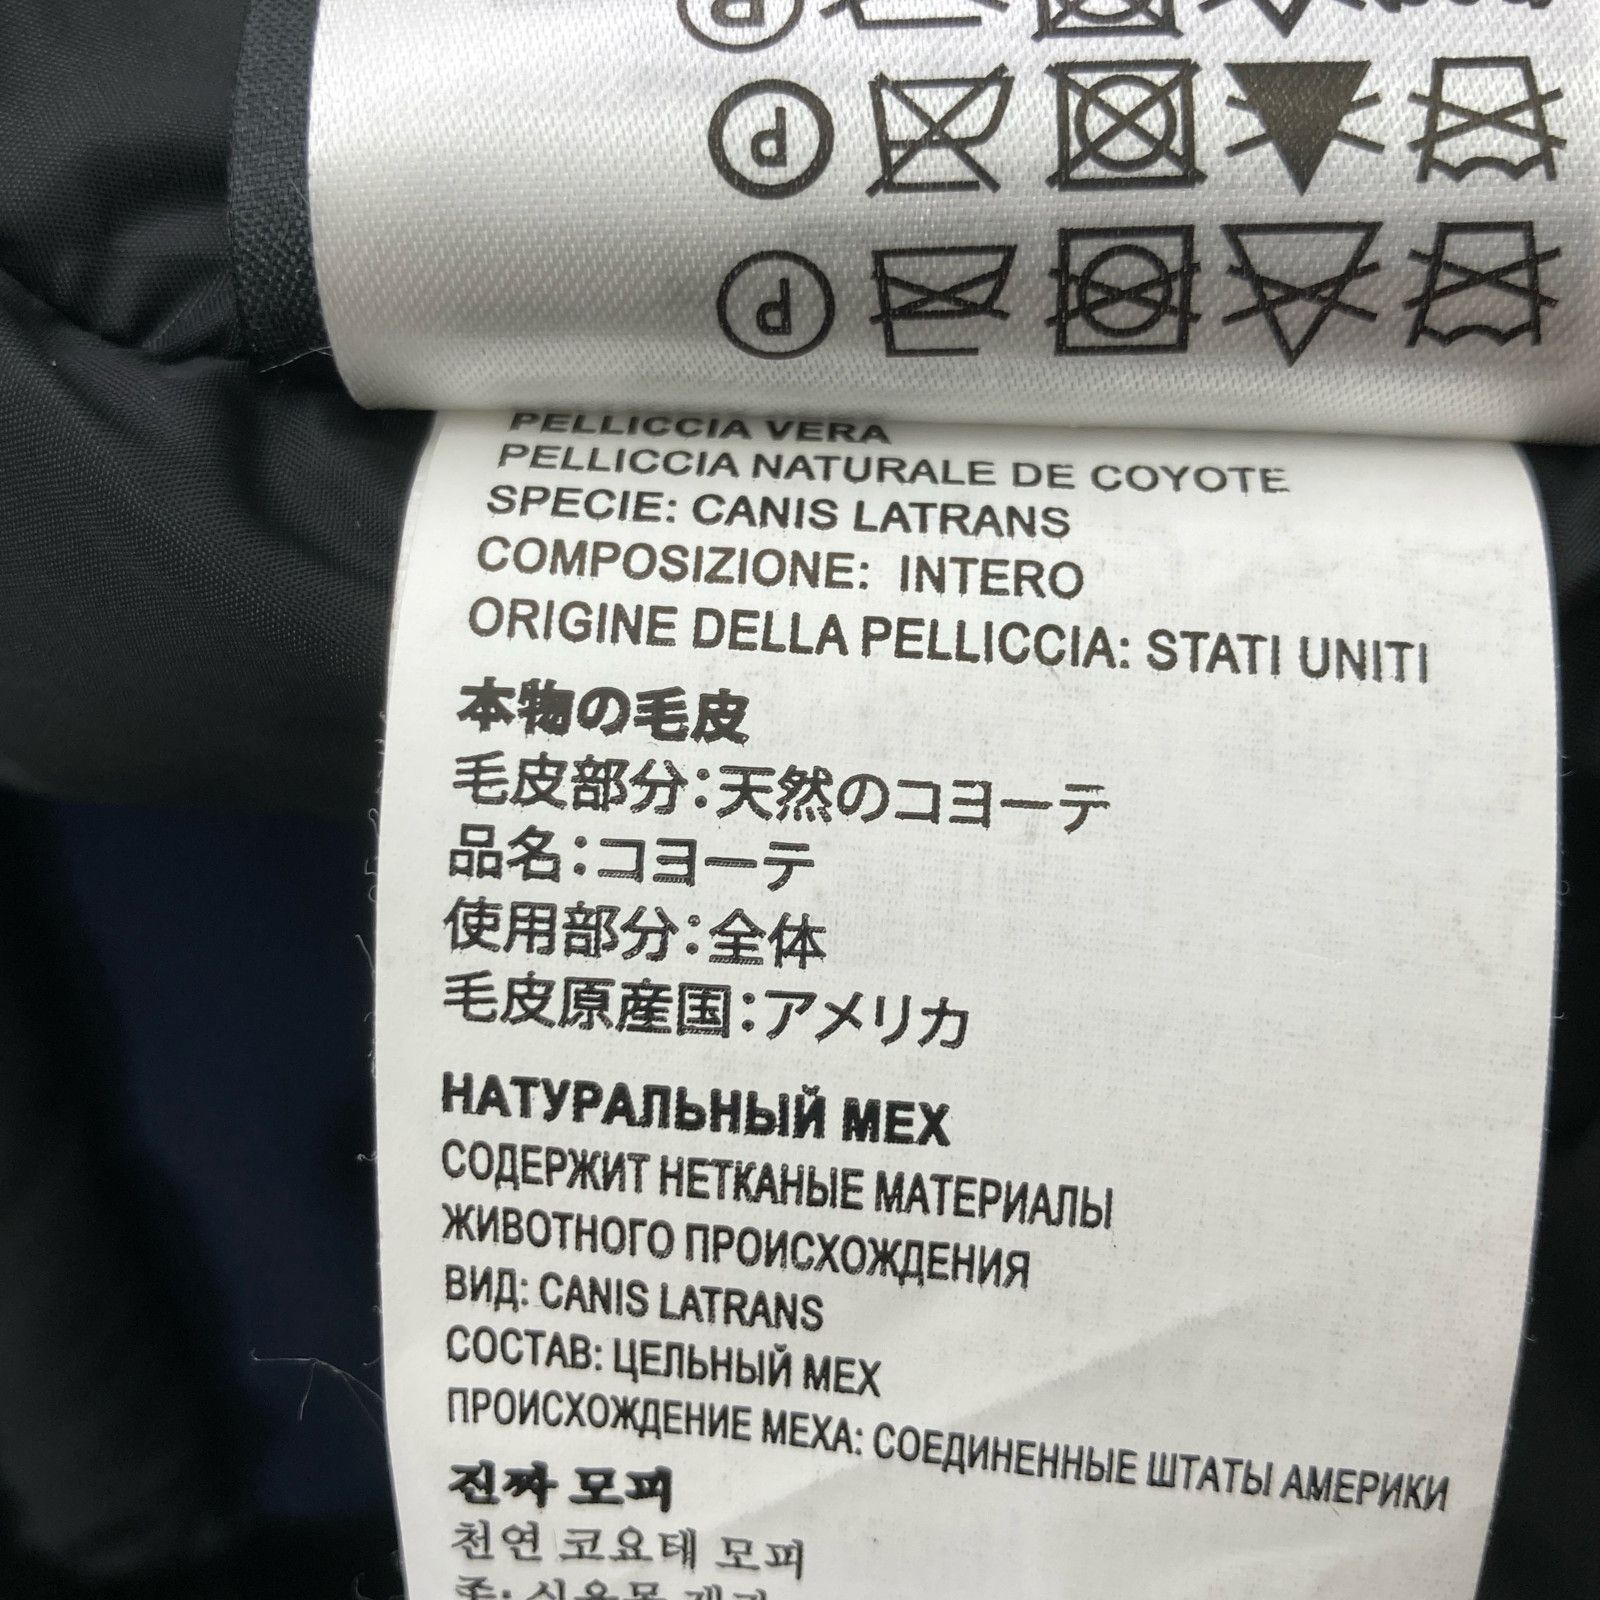 P
P
P
PELLICCIA VERA
PELLICCIA NATURALE DE COYOTE
SPECIE: CANIS LATRANS
COMPOSIZIONE: INTERO
ORIGINE DELLA PELLICCIA: STATI UNITI
本物の毛皮
毛皮部分:天然のコヨーテ
品名:コヨーテ
使用部分:全体
毛皮原産国:アメリカ
НАТУРАЛЬНЫЙ МЕХ
СОДЕРЖИТ НЕТКАНЫЕ МАТЕРИАЛЫ
ЖИВОТНОГО ПРОИСХОЖДЕНИЯ
ВИД: CANIS LATRANS
СОСТАВ: ЦЕЛЬНЫЙ МЕХ
ПРОИСХОЖДЕНИЕ МЕХА: СОЕДИНЕННЫЕ ШТАТЫ АМЕРИКИ
진짜 모피
천연 코요테 모피